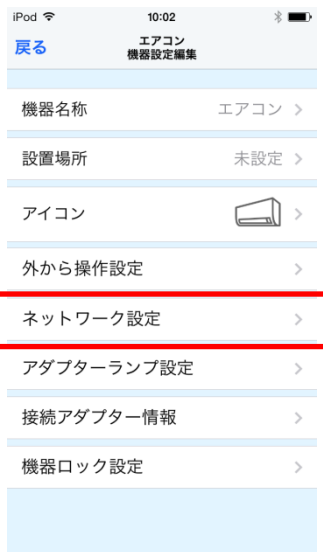 iPod 10:02
戻る
エアコン
機器設定編集
機器名称 エアコン
設置場所 未設定
アイコン
外から操作設定
ネットワーク設定
アダプターランプ設定
接続アダプター情報
機器ロック設定